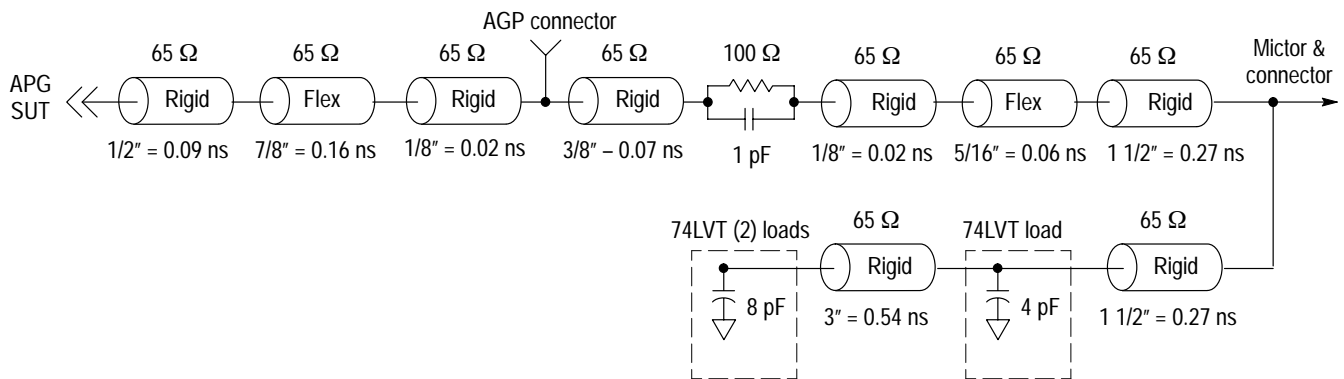 AGP connector
65 Ω 65 Ω 65 Ω 65 Ω 100 Ω 65 Ω 65 Ω 65 Ω
Mictor &
connector
APG
SUT
Rigid Flex Rigid Rigid Rigid Flex Rigid
1/2″ = 0.09 ns 7/8″ = 0.16 ns 1/8″ = 0.02 ns 3/8″ – 0.07 ns 1 pF 1/8″ = 0.02 ns 5/16″ = 0.06 ns 1 1/2″ = 0.27 ns
74LVT (2) loads 65 Ω 74LVT load 65 Ω
Rigid Rigid
8 pF 3″ = 0.54 ns 4 pF 1 1/2″ = 0.27 ns